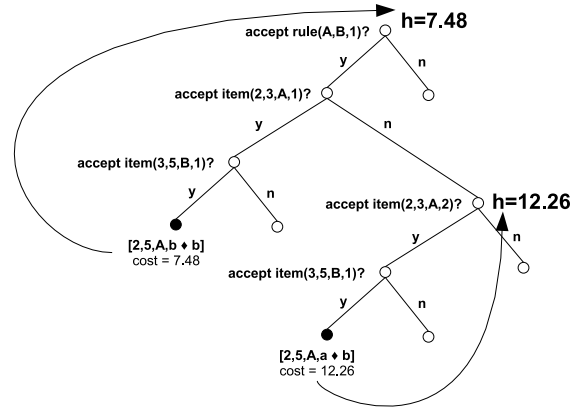 h=7.48
accept rule(A,B,1)?
y
n
accept item(2,3,A,1)?
y
n
accept item(3,5,B,1)?
y
n
accept item(2,3,A,2)?
h=12.26
[2,5,A,b ♦ b]
cost = 7.48
y
n
accept item(3,5,B,1)?
y
n
[2,5,A,a ♦ b]
cost = 12.26